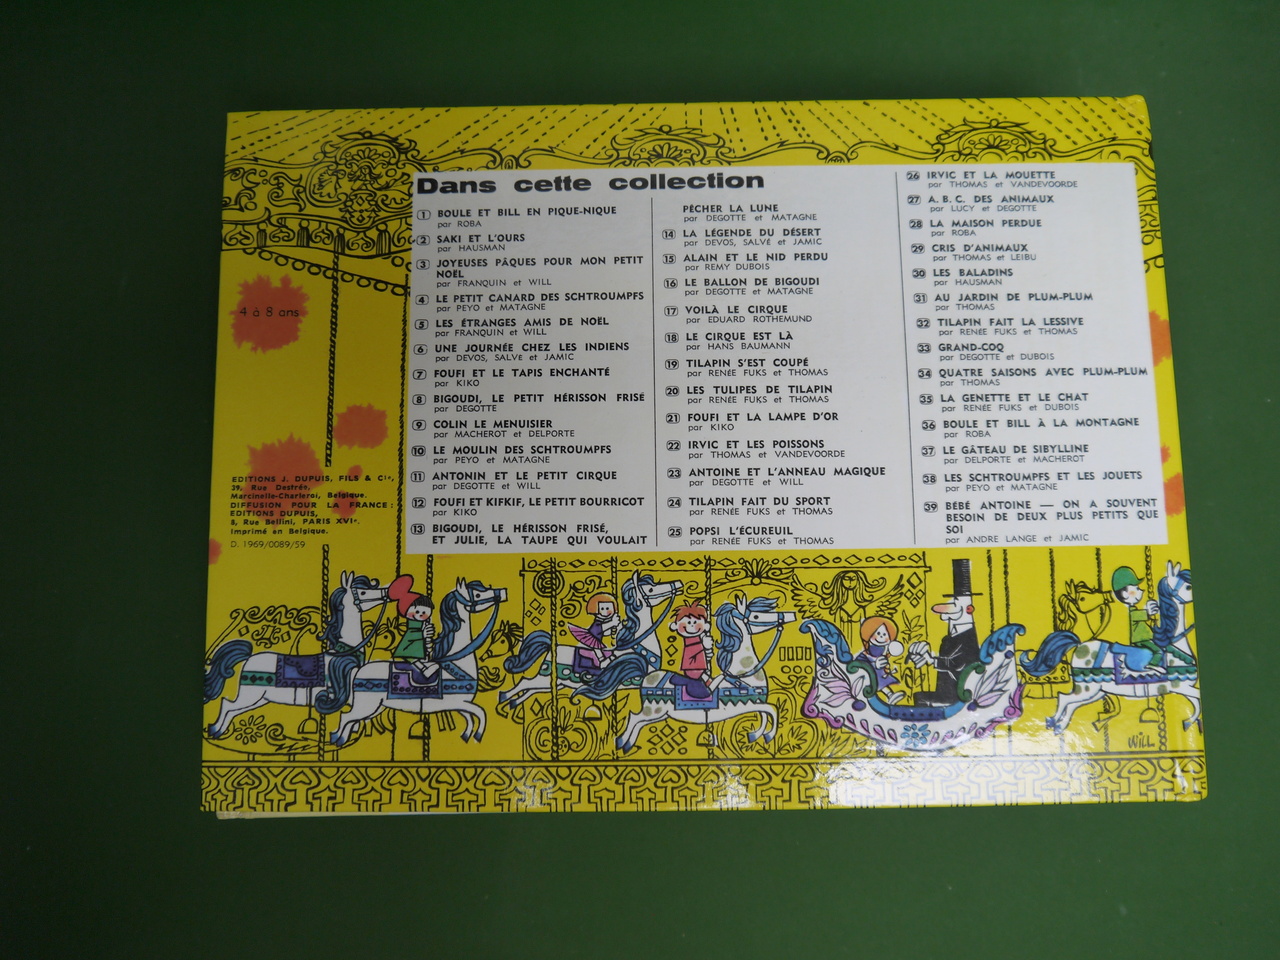 4 à 8 ans
EDITIONS J. DUPUIS, FILS & Cie,
39, Rue Destrée,
Marcinelle-Charleroi, Belgique.
DIFFUSION POUR LA FRANCE :
EDITIONS DUPUIS,
8, Rue Bellini, PARIS XVIe.
Imprimé en Belgique.
D. 1969/0089/59
Dans cette collection
1 BOULE ET BILL EN PIQUE-NIQUE
par ROBA
2 SAKI ET L'OURS
par HAUSMAN
3 JOYEUSES PÂQUES POUR MON PETIT
NOËL
par FRANQUIN et WILL
4 LE PETIT CANARD DES SCHTROUMPFS
par PEYO et MATAGNE
5 LES ÉTRANGES AMIS DE NOËL
par FRANQUIN et WILL
6 UNE JOURNÉE CHEZ LES INDIENS
par DEVOS, SALVE et JAMIC
7 FOUFI ET LE TAPIS ENCHANTÉ
par KIKO
8 BIGOUDI, LE PETIT HÉRISSON FRISÉ
par DEGOTTE
9 COLIN LE MENUISIER
par MACHEROT et DELPORTE
10 LE MOULIN DES SCHTROUMPFS
par PEYO et MATAGNE
11 ANTONIN ET LE PETIT CIRQUE
par DEGOTTE et WILL
12 FOUFI ET KIFKIF, LE PETIT BOURRICOT
par KIKO
13 BIGOUDI, LE HÉRISSON FRISÉ,
ET JULIE, LA TAUPE QUI VOULAIT
PÊCHER LA LUNE
par DEGOTTE et MATAGNE
14 LA LÉGENDE DU DÉSERT
par DEVOS, SALVE et JAMIC
15 ALAIN ET LE NID PERDU
par REMY DUBOIS
16 LE BALLON DE BIGOUDI
par DEGOTTE et MATAGNE
17 VOILÀ LE CIRQUE
par EDUARD ROTHEMUND
18 LE CIRQUE EST LÀ
par HANS BAUMANN
19 TILAPIN S'EST COUPÉ
par RENÉE FUKS et THOMAS
20 LES TULIPES DE TILAPIN
par RENÉE FUKS et THOMAS
21 FOUFI ET LA LAMPE D'OR
par KIKO
22 IRVIC ET LES POISSONS
par THOMAS et VANDEVOORDE
23 ANTOINE ET L'ANNEAU MAGIQUE
par DEGOTTE et WILL
24 TILAPIN FAIT DU SPORT
par RENÉE FUKS et THOMAS
25 POPSI L'ÉCUREUIL
par RENÉE FUKS et THOMAS
26 IRVIC ET LA MOUETTE
par THOMAS et VANDEVOORDE
27 A. B. C. DES ANIMAUX
par LUCY et DEGOTTE
28 LA MAISON PERDUE
par ROBA
29 CRIS D'ANIMAUX
par THOMAS et LEIBU
30 LES BALADINS
par HAUSMAN
31 AU JARDIN DE PLUM-PLUM
par THOMAS
32 TILAPIN FAIT LA LESSIVE
par RENÉE FUKS et THOMAS
33 GRAND-COQ
par DEGOTTE et DUBOIS
34 QUATRE SAISONS AVEC PLUM-PLUM
par THOMAS
35 LA GENETTE ET LE CHAT
par RENÉE FUKS et DUBOIS
36 BOULE ET BILL À LA MONTAGNE
par ROBA
37 LE GÂTEAU DE SIBYLLINE
par DELPORTE et MACHEROT
38 LES SCHTROUMPFS ET LES JOUETS
par PEYO et MATAGNE
39 BÉBÉ ANTOINE — ON A SOUVENT
BESOIN DE DEUX PLUS PETITS QUE
SOI
par ANDRE LANGE et JAMIC
WILL